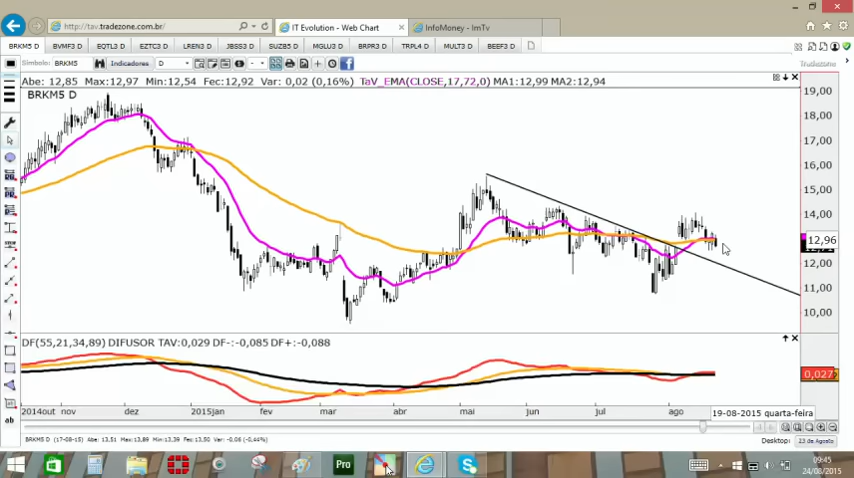 http://tav.tradezone.com.br/
IT Evolution - Web Chart
InfoMoney - ImTv
BRKM5 D BVMF3 D EQTL3 D EZTC3 D LREN3 D JBSS3 D SUZB5 D MGLU3 D BRPR3 D TRPL4 D MULT3 D BEEF3 D
Símbolo: BRKM5 Indicadores D Tradezone
Abe: 12,85 Max:12,97 Min:12,54 Fec:12,92 Var: 0,02 (0,16%) TaV_EMA(CLOSE,17,72,0) MA1:12,99 MA2:12,94
BRKM5 D
19,00
18,00
17,00
16,00
15,00
14,00
12,96
12,00
11,00
10,00
DF(55,21,34,89) DIFUSOR TAV:0,029 DF-:-0,085 DF+:-0,088
0,027
2014out nov dez 2015jan fev mar abr mai jun jul ago
19-08-2015 quarta-feira
ab
BRKM5 D (17-08-15) Abe: 13,51 Max:13,89 Min:13,39 Fec:13,50 Var: -0,06 (-0,44%)
Desktop: 23 de Agosto
Pro
09:45
24/08/2015